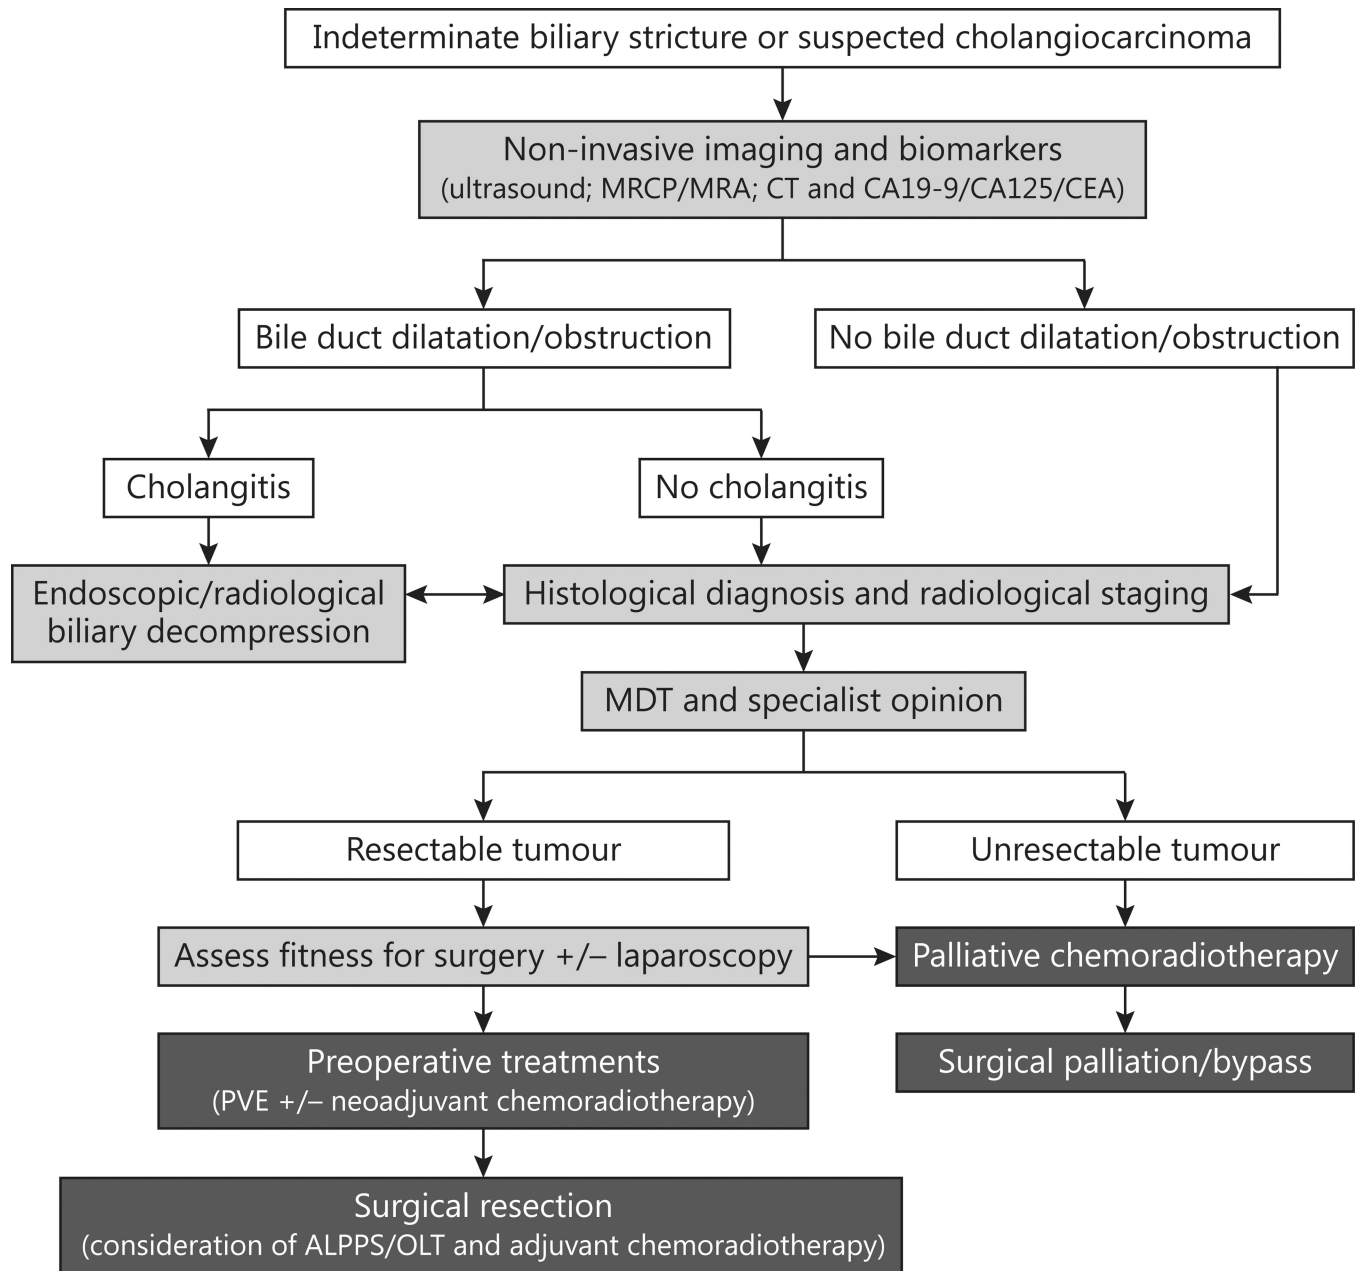 Indeterminate biliary stricture or suspected cholangiocarcinoma
Non-invasive imaging and biomarkers
(ultrasound; MRCP/MRA; CT and CA19-9/CA125/CEA)
Bile duct dilatation/obstruction
No bile duct dilatation/obstruction
Cholangitis
No cholangitis
Endoscopic/radiological
biliary decompression
Histological diagnosis and radiological staging
MDT and specialist opinion
Resectable tumour
Unresectable tumour
Assess fitness for surgery +/– laparoscopy
Palliative chemoradiotherapy
Preoperative treatments
(PVE +/– neoadjuvant chemoradiotherapy)
Surgical palliation/bypass
Surgical resection
(consideration of ALPPS/OLT and adjuvant chemoradiotherapy)